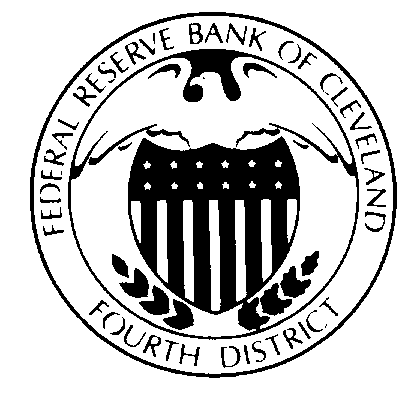 FEDERAL RESERVE BANK OF CLEVELAND
FOURTH DISTRICT